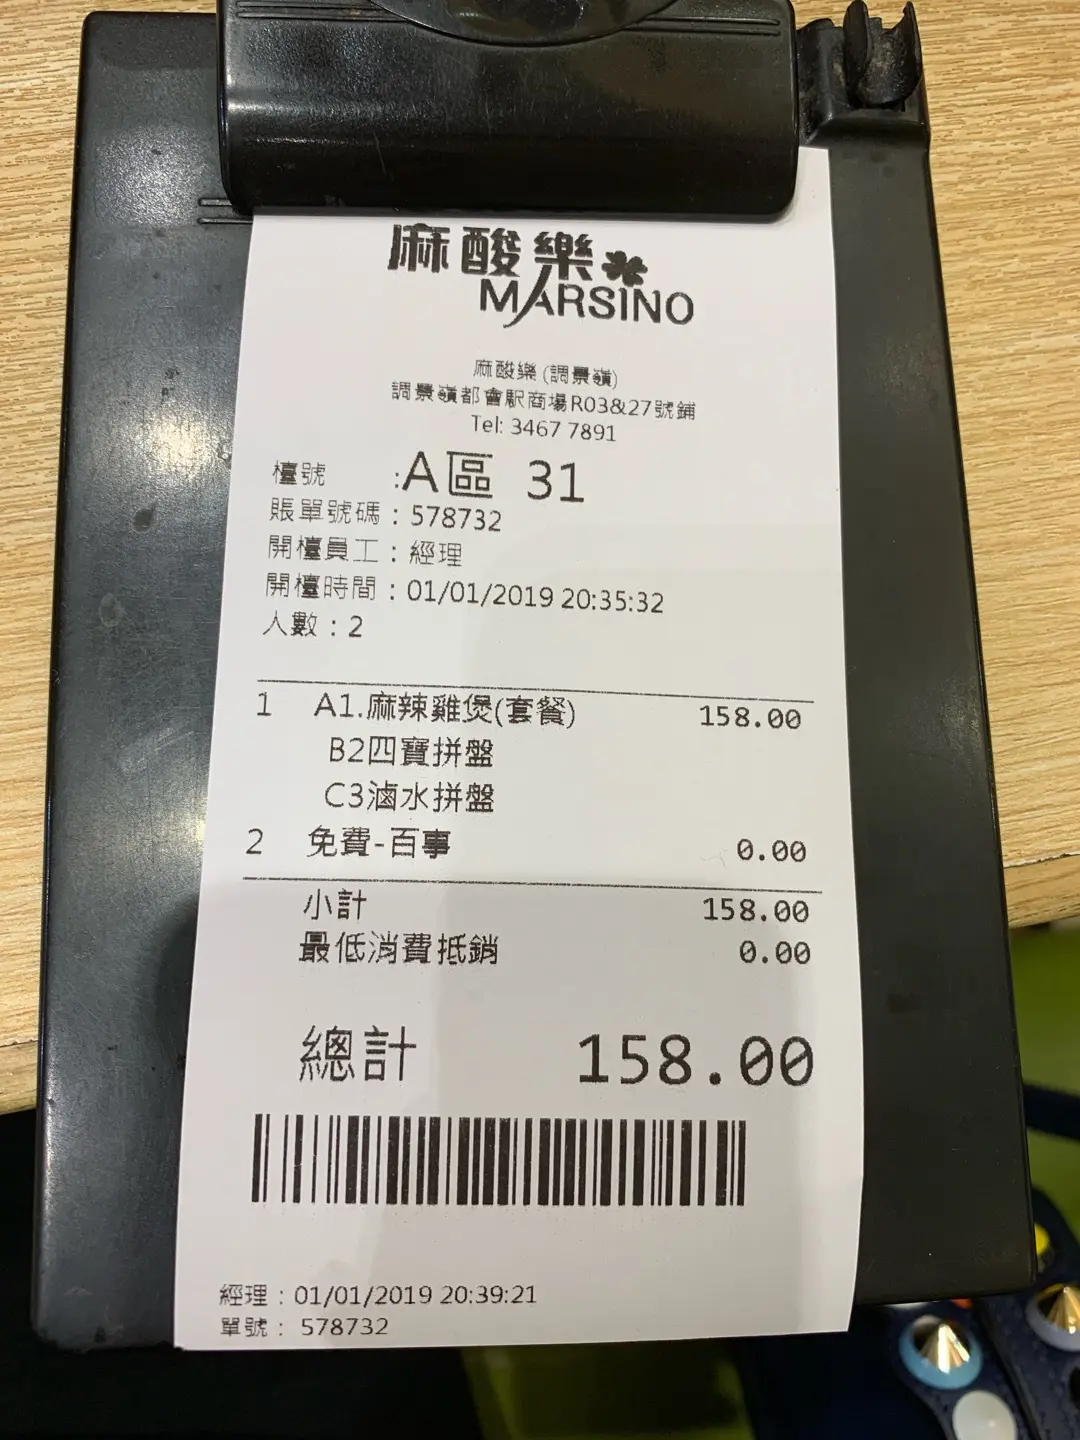 麻酸樂
MARSINO
麻酸樂 (調景嶺)
調景嶺都會駅商場R03&27號鋪
Tel: 3467 7891
檯號 :A區 31
賬單號碼 : 578732
開檯員工 : 經理
開檯時間 : 01/01/2019 20:35:32
人數 : 2
1 A1.麻辣雞煲(套餐) 158.00
B2四寶拼盤
C3滷水拼盤
2 免費-百事 0.00
小計 158.00
最低消費抵銷 0.00
總計 158.00
經理 : 01/01/2019 20:39:21
單號 : 578732